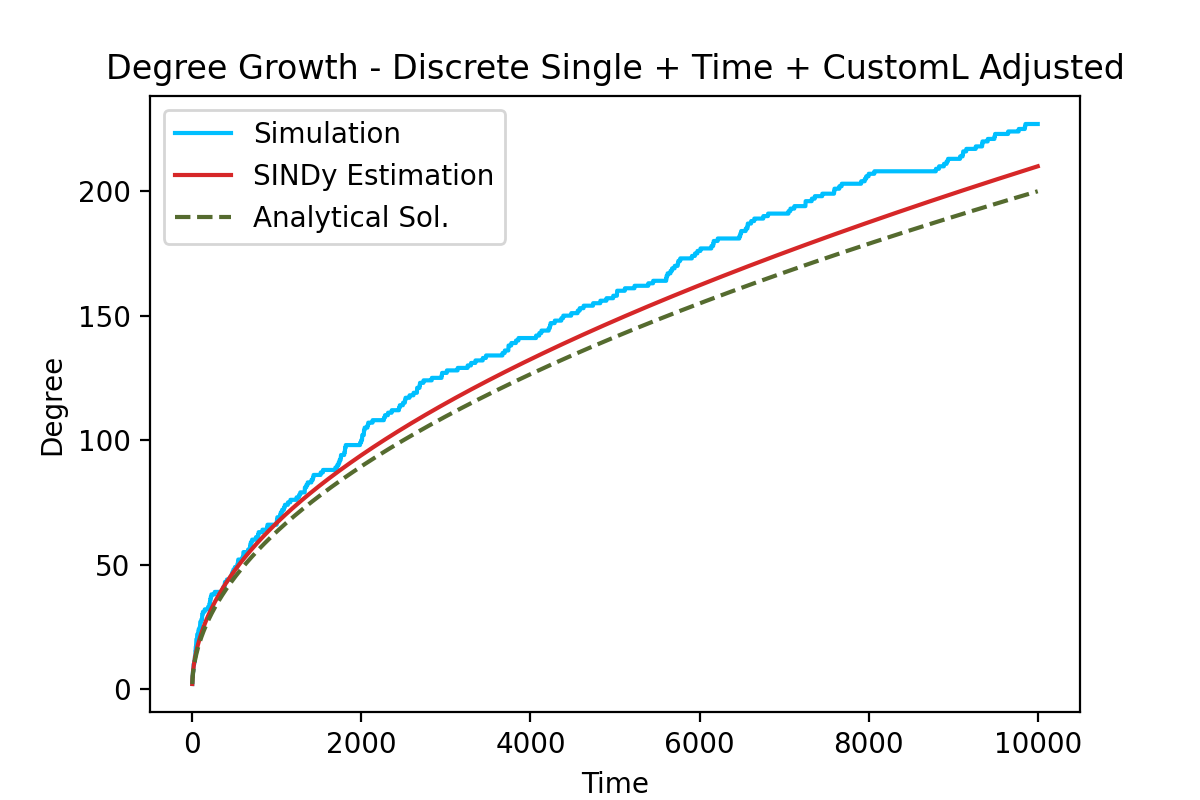 Degree Growth - Discrete Single + Time + CustomL Adjusted
Simulation
SINDy Estimation
Analytical Sol.
200
150
100
50
0
Degree
0 2000 4000 6000 8000 10000
Time